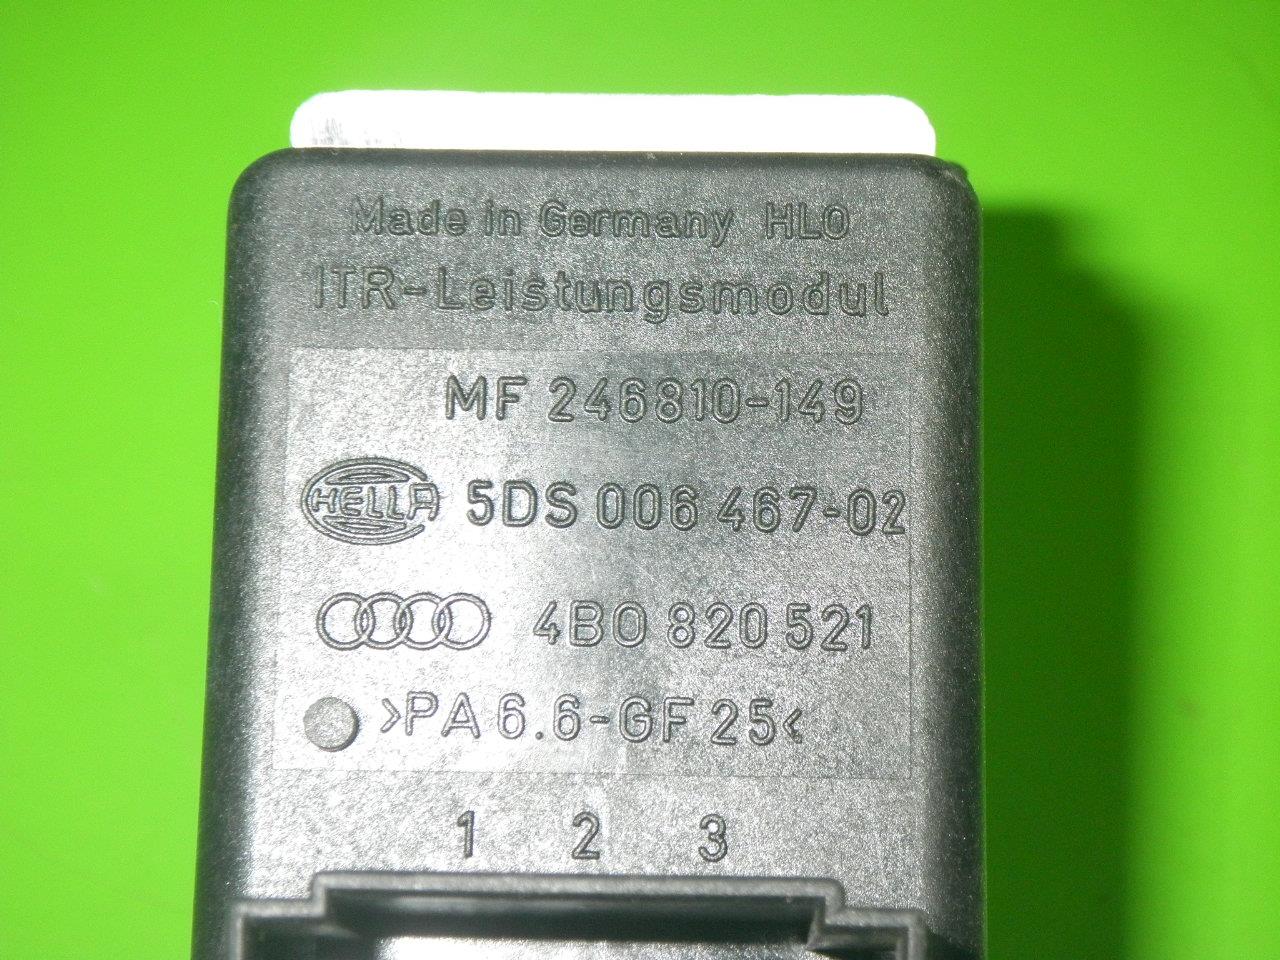 Made in Germany HLO
ITR-Leistungsmodul
MF 246810-149
HELLA 5DS 006 467-02
4B0 820 521
>PA 6.6-GF 25<
1 2 3